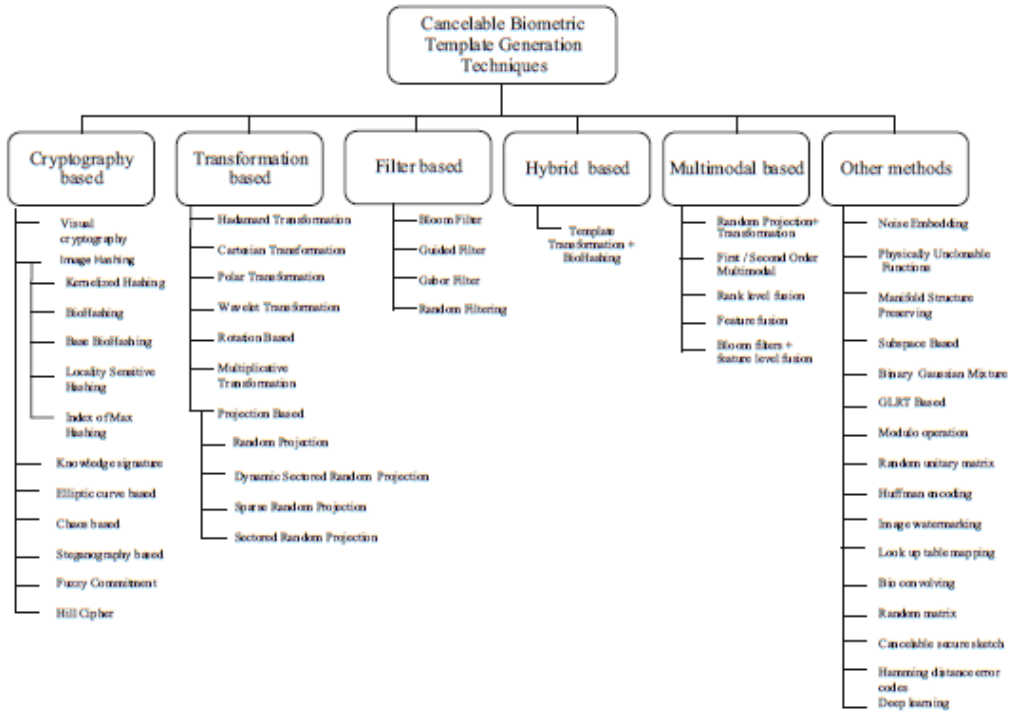 Cancelable Biometric
Template Generation
Techniques
Cryptography
based
Visual
cryptography
Image Hashing
Kernelized Hashing
BioHashing
Base BioHashing
Locality Sensitive
Hashing
Index of Max
Hashing
Knowledge signature
Elliptic curve based
Chaos based
Steganography based
Fuzzy Commitment
Hill Cipher
Transformation
based
Hadamard Transformation
Cartesian Transformation
Polar Transformation
Wavelet Transformation
Rotation Based
Multiplicative
Transformation
Projection Based
Random Projection
Dynamic Sectored Random Projection
Sparse Random Projection
Sectored Random Projection
Filter based
Bloom Filter
Guided Filter
Gabor Filter
Random Filtering
Hybrid based
Template
Transformation +
BioHashing
Multimodal based
Random Projection+
Transformation
First / Second Order
Multimodal
Rank level fusion
Feature fusion
Bloom filters +
feature level fusion
Other methods
Noise Embedding
Physically Unclonable
Functions
Manifold Structure
Preserving
Subspace Based
Binary Gaussian Mixture
GLRT Based
Modulo operation
Random unitary matrix
Huffman encoding
Image watermarking
Look up table mapping
Bio convolving
Random matrix
Cancelable secure sketch
Hamming distance error
codes
Deep learning